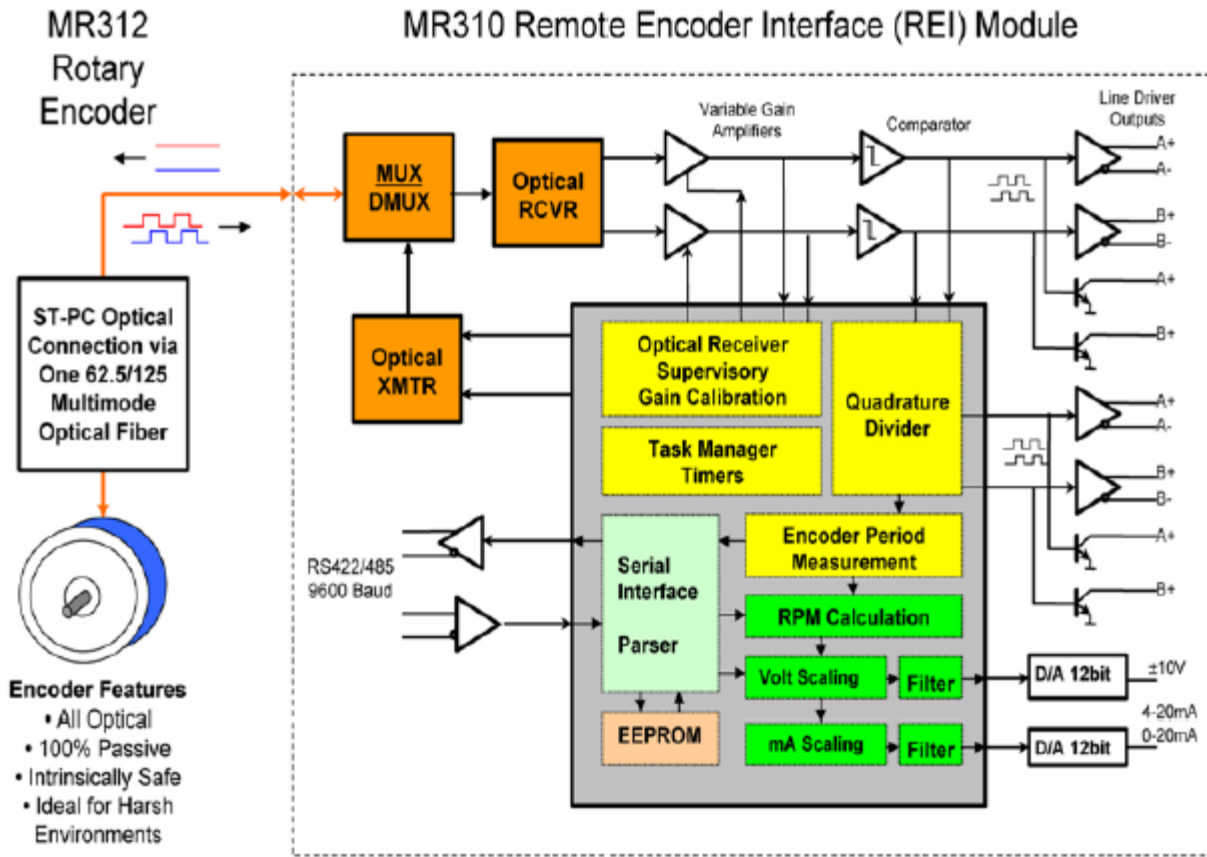 MR312
Rotary
Encoder
MR310 Remote Encoder Interface (REI) Module
Variable Gain
Amplifiers
Comparator
Line Driver
Outputs
MUX
DMUX
Optical
RCVR
A+
A-
B+
B-
A+
B+
ST-PC Optical
Connection via
One 62.5/125
Multimode
Optical Fiber
Optical
XMTR
Optical Receiver
Supervisory
Gain Calibration
Quadrature
Divider
Task Manager
Timers
A+
A-
B+
B-
A+
B+
RS422/485
9600 Baud
Serial
Interface
Parser
Encoder Period
Measurement
RPM Calculation
Volt Scaling
Filter
D/A 12bit
±10V
EEPROM
mA Scaling
Filter
D/A 12bit
4-20mA
0-20mA
Encoder Features
• All Optical
• 100% Passive
• Intrinsically Safe
• Ideal for Harsh
Environments